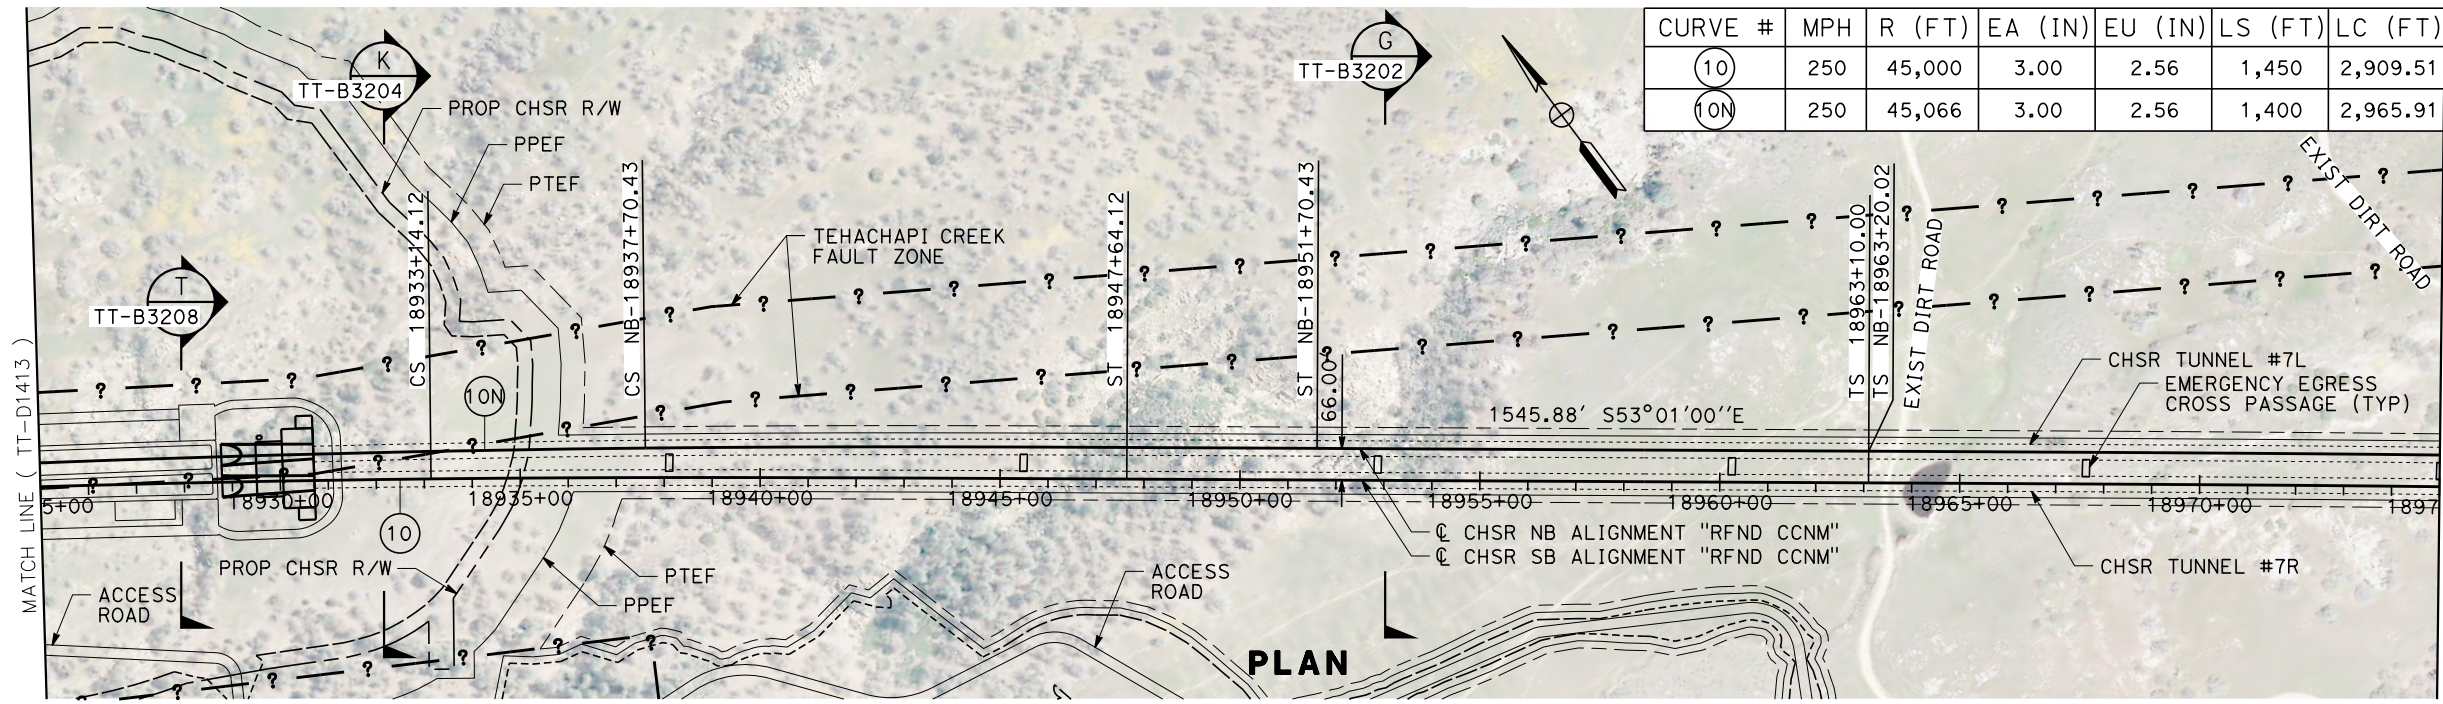 CURVE # MPH R (FT) EA (IN) EU (IN) LS (FT) LC (FT)
10 250 45,000 3.00 2.56 1,450 2,909.51
10N 250 45,066 3.00 2.56 1,400 2,965.91
K
TT-B3204
G
TT-B3202
T
TT-B3208
PROP CHSR R/W
PPEF
PTEF
CS 18933+14.12
CS NB-18937+70.43
TEHACHAPI CREEK
FAULT ZONE
ST 18947+64.12
ST NB-18951+70.43
66.00'
TS 18963+10.00
TS NB-18963+20.02
EXIST DIRT ROAD
EXIST DIRT ROAD
MATCH LINE ( TT-D1413 )
10N
1545.88' S53°01'00''E
CHSR TUNNEL #7L
EMERGENCY EGRESS
CROSS PASSAGE (TYP)
5+00 18930+00 18935+00 18940+00 18945+00 18950+00 18955+00 18960+00 18965+00 18970+00 1897
10
℄ CHSR NB ALIGNMENT "RFND CCNM"
℄ CHSR SB ALIGNMENT "RFND CCNM"
PROP CHSR R/W
PTEF
PPEF
ACCESS
ROAD
ACCESS
ROAD
CHSR TUNNEL #7R
PLAN